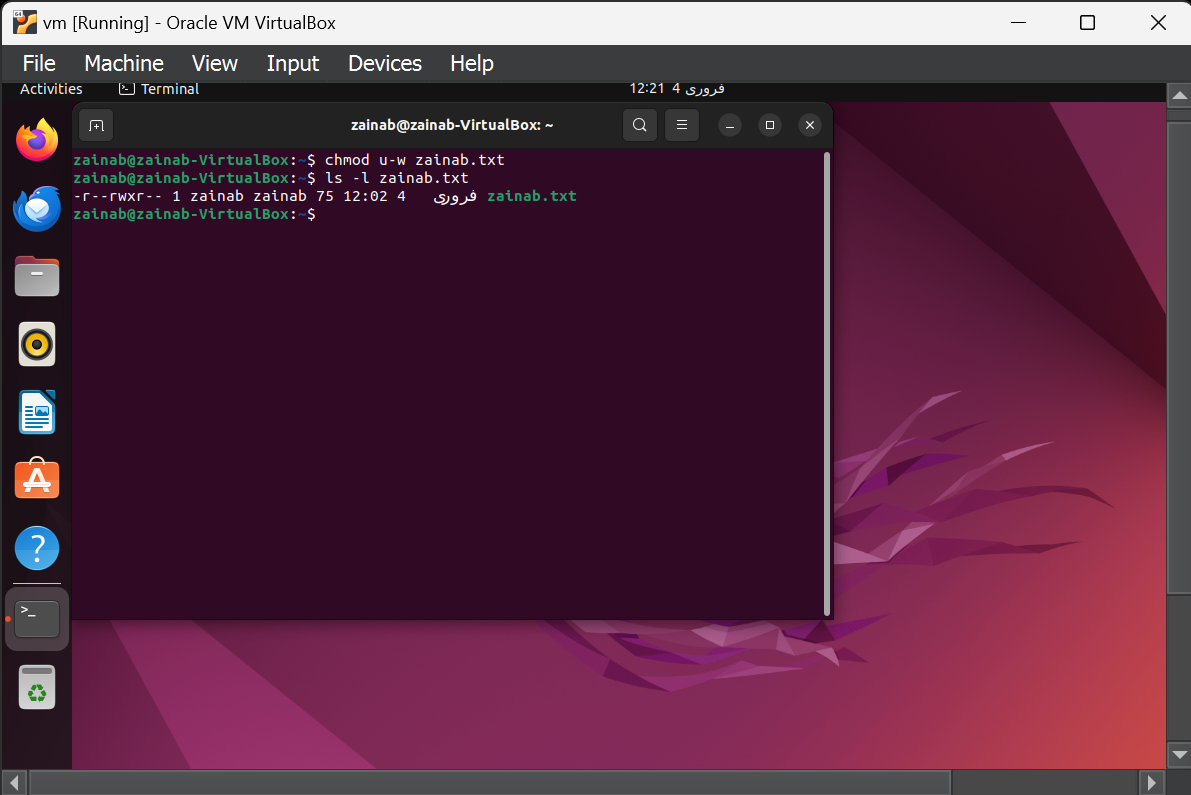 vm [Running] - Oracle VM VirtualBox
File Machine View Input Devices Help
Activities Terminal 12:21 4 فروری
zainab@zainab-VirtualBox: ~
zainab@zainab-VirtualBox:~$ chmod u-w zainab.txt
zainab@zainab-VirtualBox:~$ ls -l zainab.txt
-r--rwxr-- 1 zainab zainab 75 12:02 4 فروری zainab.txt
zainab@zainab-VirtualBox:~$